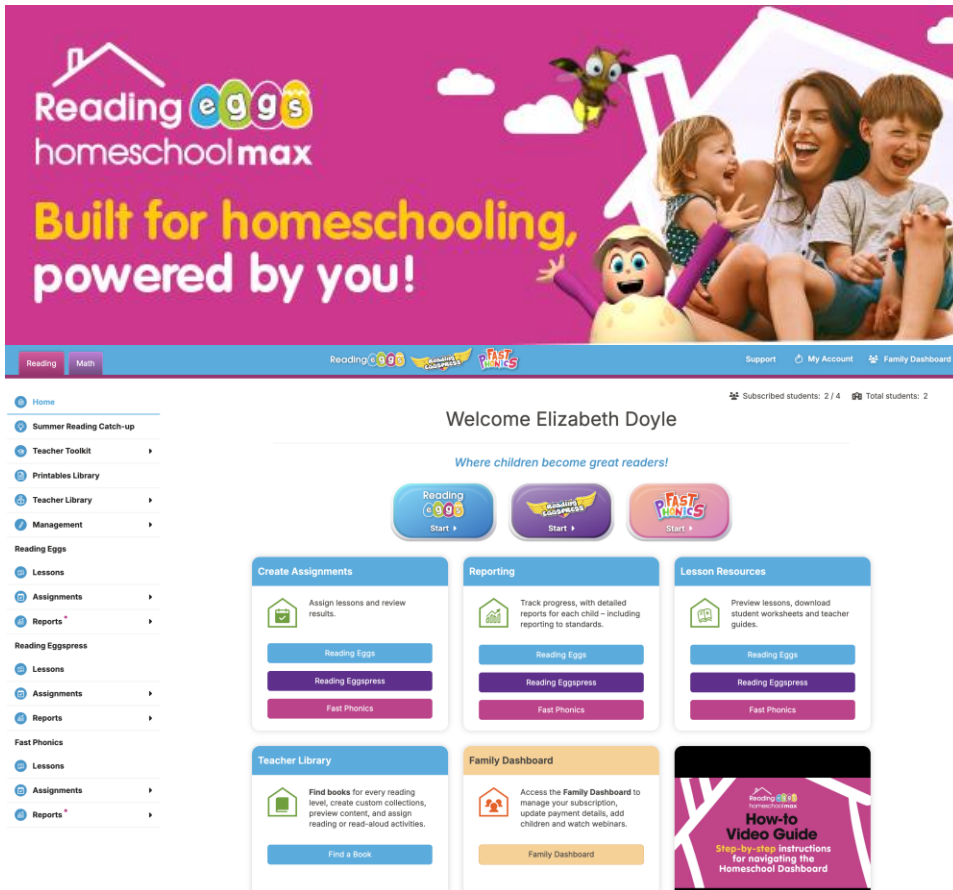 Reading eggs
homeschool max
Built for homeschooling,
powered by you!
Reading
Math
Reading eggs
Reading Eggspress
FAST PHONICS
Support
My Account
Family Dashboard
Subscribed students: 2 / 4
Total students: 2
Home
Summer Reading Catch-up
Teacher Toolkit
Printables Library
Teacher Library
Management
Reading Eggs
Lessons
Assignments
Reports *
Reading Eggspress
Lessons
Assignments
Reports
Fast Phonics
Lessons
Assignments
Reports *
Welcome Elizabeth Doyle
Where children become great readers!
Reading
eggs
Start
Reading
Eggspress
Start
FAST
PHONICS
Start
Create Assignments
Assign lessons and review
results.
Reading Eggs
Reading Eggspress
Fast Phonics
Reporting
Track progress, with detailed
reports for each child – including
reporting to standards.
Reading Eggs
Reading Eggspress
Fast Phonics
Lesson Resources
Preview lessons, download
student worksheets and teacher
guides.
Reading Eggs
Reading Eggspress
Fast Phonics
Teacher Library
Find books for every reading
level, create custom collections,
preview content, and assign
reading or read-aloud activities.
Find a Book
Family Dashboard
Access the Family Dashboard to
manage your subscription,
update payment details, add
children and watch webinars.
Family Dashboard
Reading eggs
homeschool max
How-to
Video Guide
Step-by-step instructions
for navigating the
Homeschool Dashboard